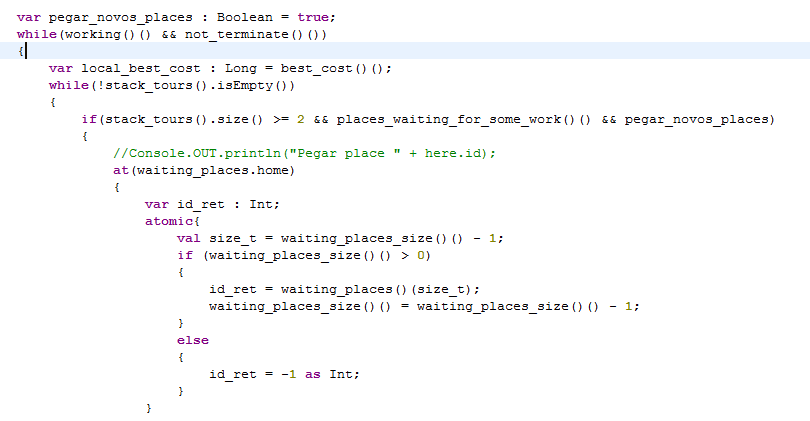 var pegar_novos_places : Boolean = true;
while(working()() && not_terminate()())
{
var local_best_cost : Long = best_cost()();
while(!stack_tours().isEmpty())
{
if(stack_tours().size() >= 2 && places_waiting_for_some_work()() && pegar_novos_places)
{
//Console.OUT.println("Pegar place " + here.id);
at(waiting_places.home)
{
var id_ret : Int;
atomic{
val size_t = waiting_places_size()() - 1;
if (waiting_places_size()() > 0)
{
id_ret = waiting_places()(size_t);
waiting_places_size()() = waiting_places_size()() - 1;
}
else
{
id_ret = -1 as Int;
}
}